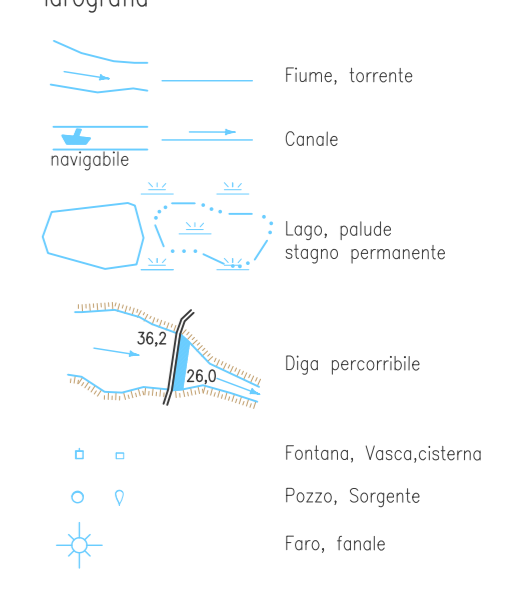 Fiume, torrente
Canale
navigabile
Lago, palude
stagno permanente
36,2
Diga percorribile
26,0
Fontana, Vasca,cisterna
Pozzo, Sorgente
Faro, fanale